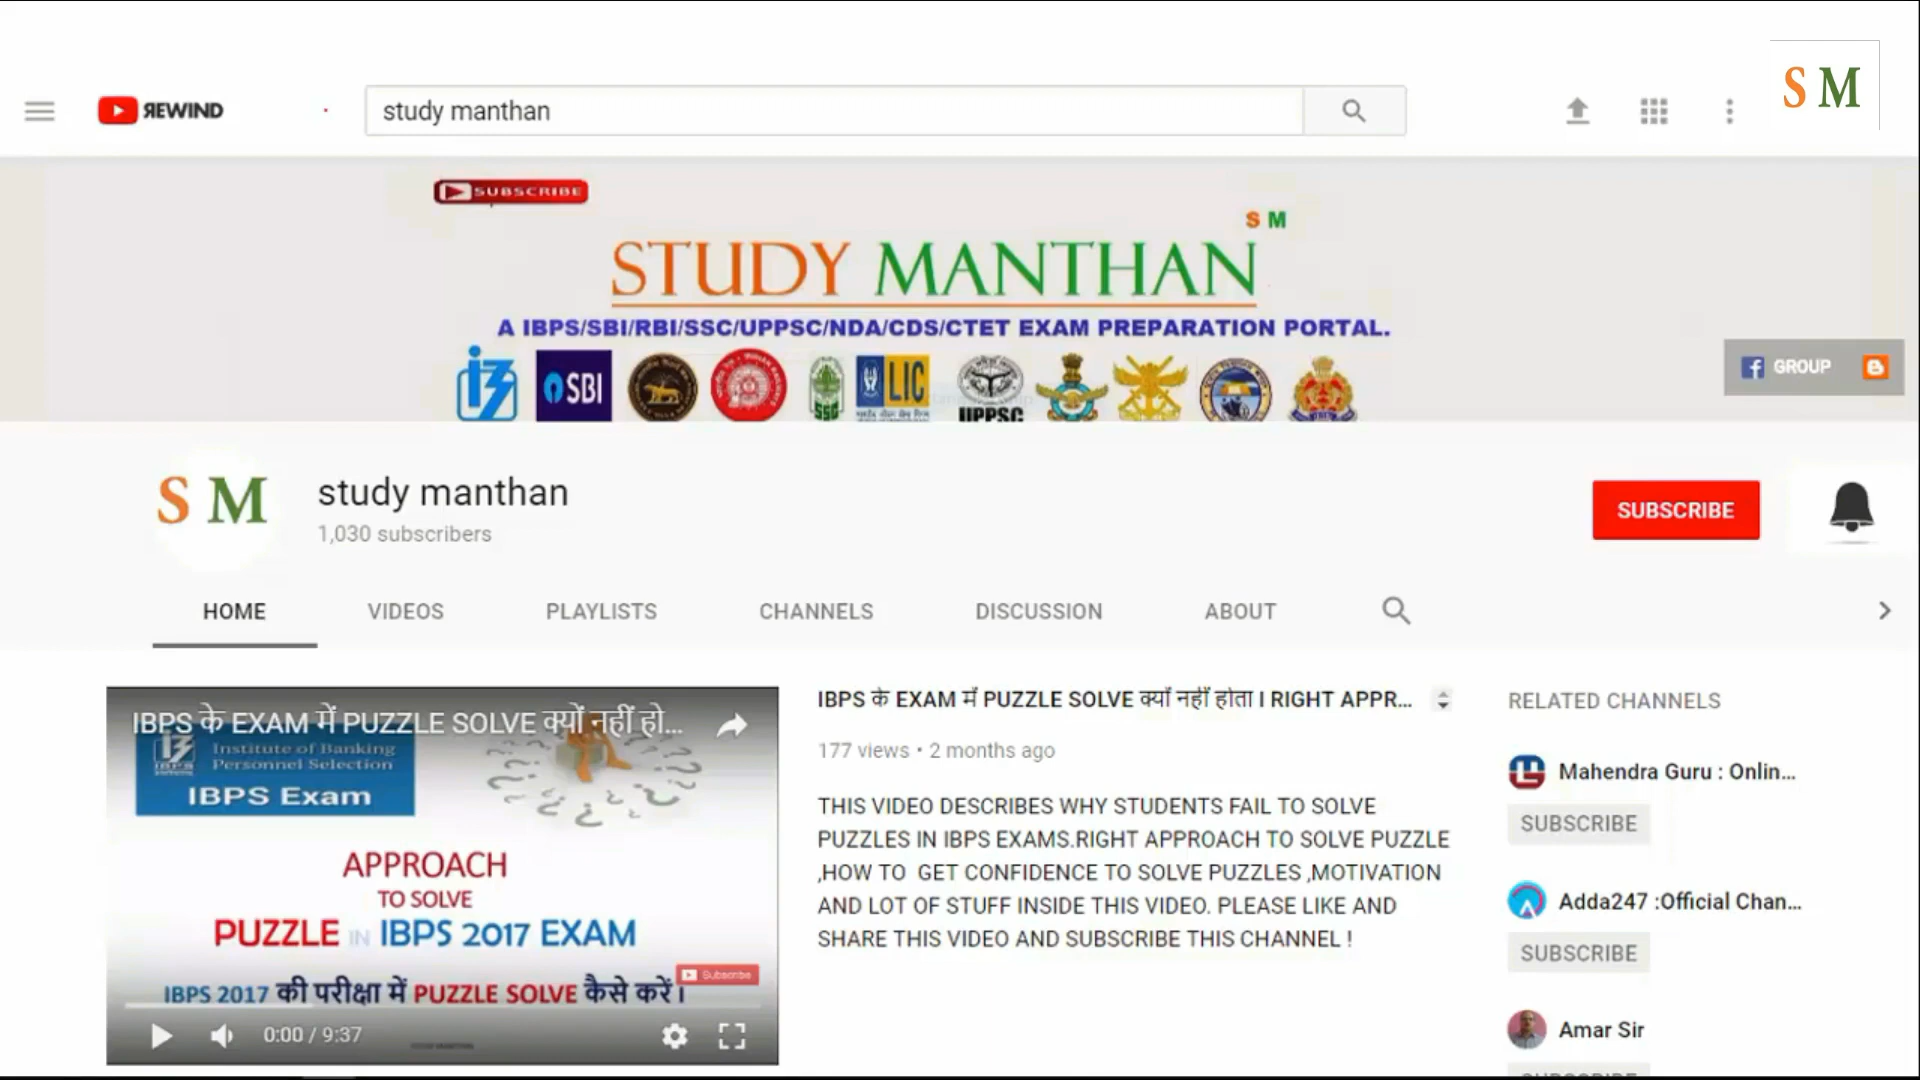 S M
REWIND
study manthan
SUBSCRIBE
S M
STUDY MANTHAN
A IBPS/SBI/RBI/SSC/UPPSC/NDA/CDS/CTET EXAM PREPARATION PORTAL.
SBI
SSC
LIC
UPPSC
GROUP
S M
study manthan
1,030 subscribers
SUBSCRIBE
HOME VIDEOS PLAYLISTS CHANNELS DISCUSSION ABOUT
IBPS के EXAM में PUZZLE SOLVE क्यों नहीं हो...
Institute of Banking
Personnel Selection
IBPS Exam
APPROACH
TO SOLVE
PUZZLE IN IBPS 2017 EXAM
Subscribe
IBPS 2017 की परीक्षा में PUZZLE SOLVE कैसे करें।
0:00 / 9:37
IBPS के EXAM में PUZZLE SOLVE क्यों नहीं होता I RIGHT APPR...
177 views • 2 months ago
THIS VIDEO DESCRIBES WHY STUDENTS FAIL TO SOLVE
PUZZLES IN IBPS EXAMS.RIGHT APPROACH TO SOLVE PUZZLE
,HOW TO GET CONFIDENCE TO SOLVE PUZZLES ,MOTIVATION
AND LOT OF STUFF INSIDE THIS VIDEO. PLEASE LIKE AND
SHARE THIS VIDEO AND SUBSCRIBE THIS CHANNEL !
RELATED CHANNELS
Mahendra Guru : Onlin...
SUBSCRIBE
Adda247 :Official Chan...
SUBSCRIBE
Amar Sir
SUBSCRIBE